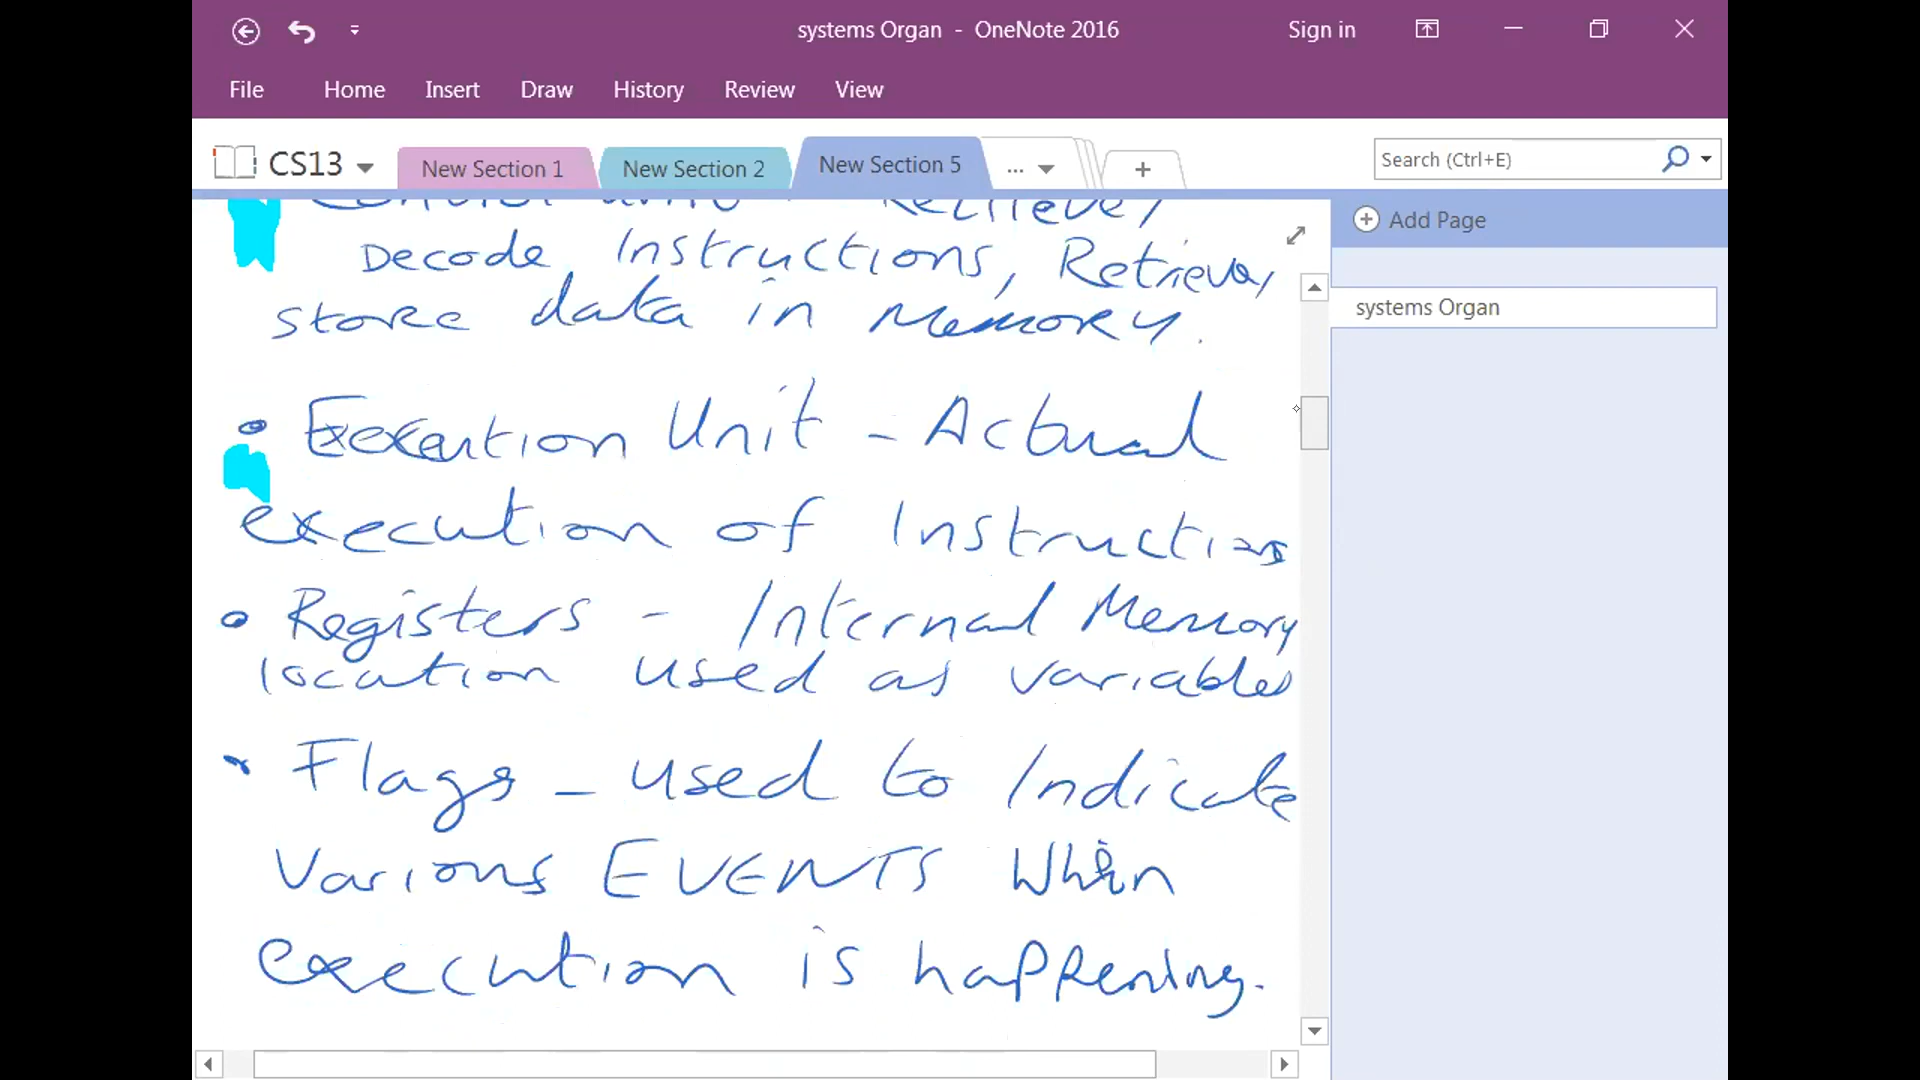 systems Organ - OneNote 2016
Sign in
File Home Insert Draw History Review View
CS13 New Section 1 New Section 2 New Section 5 ... + Search (Ctrl+E)
Add Page
systems Organ
Control Unit - Retrieve,
Decode Instructions, Retrieve,
store data in Memory.
• Execution Unit - Actual
execution of Instructions
• Registers - Internal Memory
location used as variables
• Flags - used to Indicate
Various EVENTS When
execution is happening.